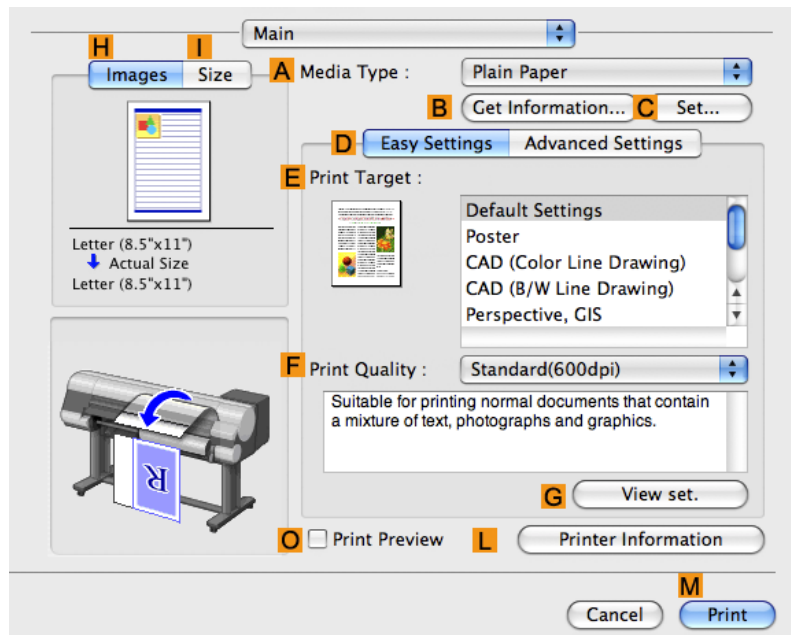 Main
H
I
Images
Size
A
Media Type :
Plain Paper
B
Get Information...
C
Set...
D
Easy Settings
Advanced Settings
E
Print Target :
Default Settings
Poster
CAD (Color Line Drawing)
CAD (B/W Line Drawing)
Perspective, GIS
Letter (8.5"x11")
Actual Size
Letter (8.5"x11")
F
Print Quality :
Standard(600dpi)
Suitable for printing normal documents that contain
a mixture of text, photographs and graphics.
R
G
View set.
O
Print Preview
L
Printer Information
M
Cancel
Print